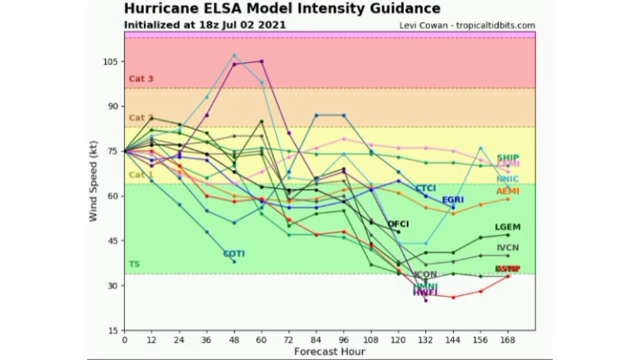 Hurricane ELSA Model Intensity Guidance
Initialized at 18z Jul 02 2021
Levi Cowan - tropicaltidbits.com
Wind Speed (kt)
105
90
75
60
45
30
15
Cat 3
Cat
Cat 1
TS
COTI
OFCI
CTCI
EGRI
ICON
HWFI
SHIP
NNIC
AEMI
LGEM
IVCN
0 12 24 36 48 60 72 84 96 108 120 132 144 156 168
Forecast Hour